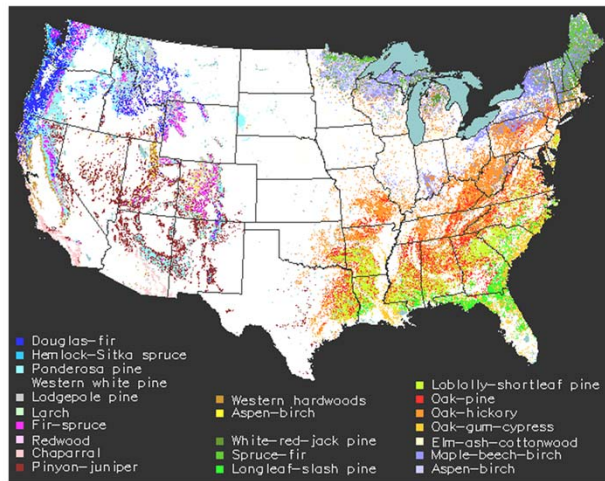 Douglas-fir
Hemlock-Sitka spruce
Ponderosa pine
Western white pine
Lodgepole pine
Larch
Fir-spruce
Redwood
Chaparral
Pinyon-juniper
Western hardwoods
Aspen-birch
White-red-jack pine
Spruce-fir
Longleaf-slash pine
Loblolly-shortleaf pine
Oak-pine
Oak-hickory
Oak-gum-cypress
Elm-ash-cottonwood
Maple-beech-birch
Aspen-birch